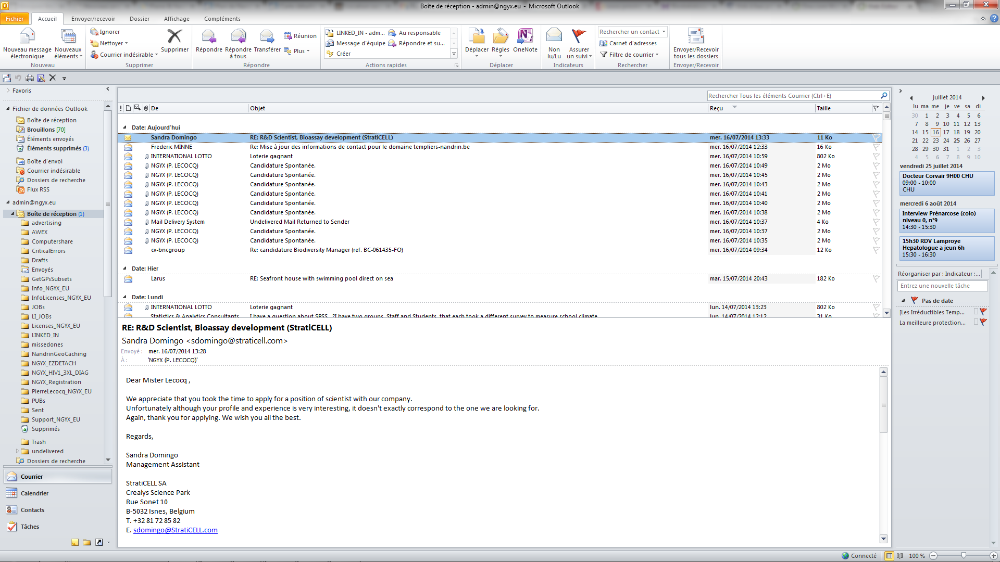 Boîte de réception - admin@ngyx.eu - Microsoft Outlook
Fichier Accueil Envoyer/recevoir Dossier Affichage Compléments
Nouveau message électronique
Nouveaux éléments
Nouveau
Ignorer
Nettoyer
Courrier indésirable
Supprimer
Supprimer
Répondre
Répondre à tous
Transférer
Réunion
Plus
Répondre
LINKED_IN - adm...
Au responsable
Message d'équipe
Répondre et su...
Créer
Actions rapides
Déplacer
Règles
OneNote
Déplacer
Non lu/Lu
Assurer un suivi
Indicateurs
Rechercher un contact
Carnet d'adresses
Filtre de courrier
Rechercher
Envoyer/Recevoir tous les dossiers
Envoyer/Recevoir
Favoris
Fichier de données Outlook
Boîte de réception
Brouillons [70]
Éléments envoyés
Éléments supprimés (3)
Boîte d'envoi
Courrier indésirable
Dossiers de recherche
Flux RSS
admin@ngyx.eu
Boîte de réception (1)
advertising
AWEX
Computershare
CriticalErrors
Drafts
Envoyés
GetGPsSubsets
Info_NGYX_EU
InfoLicenses_NGYX_EU
JOBs
LI_JOBs
Licenses_NGYX_EU
LINKED_IN
missedones
NandrinGeoCaching
NGYX_EZDETACH
NGYX_HIV1_3XL_DIAG
NGYX_Registration
PierreLecocq_NGYX_EU
PUBs
Sent
Support_NGYX_EU
Supprimés
Trash
undelivered
Dossiers de recherche
Courrier
Calendrier
Contacts
Tâches
Rechercher Tous les éléments Courrier (Ctrl+E)
De Objet Reçu Taille
Date: Aujourd'hui
Sandra Domingo RE: R&D Scientist, Bioassay development (StratiCELL) mer. 16/07/2014 13:33 11 Ko
Frederic MINNE Re: Mise à jour des informations de contact pour le domaine templiers-nandrin.be mer. 16/07/2014 12:33 16 Ko
INTERNATIONAL LOTTO Loterie gagnant mer. 16/07/2014 10:59 802 Ko
NGYX (P. LECOCQ) Candidature Spontanée. mer. 16/07/2014 10:49 2 Mo
NGYX (P. LECOCQ) Candidature Spontanée. mer. 16/07/2014 10:45 2 Mo
NGYX (P. LECOCQ) Candidature Spontanée. mer. 16/07/2014 10:43 2 Mo
NGYX (P. LECOCQ) Candidature Spontanée. mer. 16/07/2014 10:41 2 Mo
NGYX (P. LECOCQ) Candidature Spontanée. mer. 16/07/2014 10:40 2 Mo
NGYX (P. LECOCQ) Candidature Spontanée. mer. 16/07/2014 10:38 2 Mo
Mail Delivery System Undelivered Mail Returned to Sender mer. 16/07/2014 10:37 4 Ko
NGYX (P. LECOCQ) Candidature Spontanée. mer. 16/07/2014 10:37 2 Mo
NGYX (P. LECOCQ) Candidature Spontanée. mer. 16/07/2014 10:35 2 Mo
cv-bncgroup Re: candidature Biodiversity Manager (ref. BC-061435-FO) mer. 16/07/2014 09:34 12 Ko
Date: Hier
Larus RE: Seafront house with swimming pool direct on sea mar. 15/07/2014 20:43 182 Ko
Date: Lundi
INTERNATIONAL LOTTO Loterie gagnant lun. 14/07/2014 13:23 802 Ko
Statistics & Analytics Consultants I have a question about SPSS...?I have two groups, Staff and Students, that each took a different survey to measure school climate lun. 14/07/2014 12:12 31 Ko
RE: R&D Scientist, Bioassay development (StratiCELL)
Sandra Domingo <sdomingo@straticell.com>
Envoyé : mer. 16/07/2014 13:28
À : 'NGYX (P. LECOCQ)'
Dear Mister Lecocq ,
We appreciate that you took the time to apply for a position of scientist with our company.
Unfortunately although your profile and experience is very interesting, it doesn't exactly correspond to the one we are looking for.
Again, thank you for applying. We wish you all the best.
Regards,
Sandra Domingo
Management Assistant
StratiCELL SA
Crealys Science Park
Rue Sonet 10
B-5032 Isnes, Belgium
T. +32 81 72 85 82
E. sdomingo@StratiCELL.com
juillet 2014
lu ma me je ve sa di
30 1 2 3 4 5 6
7 8 9 10 11 12 13
14 15 16 17 18 19 20
21 22 23 24 25 26 27
28 29 30 31 1 2 3
4 5 6 7 8 9 10
vendredi 25 juillet 2014
Docteur Corvair 9H00 CHU
09:00 - 10:00
CHU
mercredi 6 août 2014
Interview Prénarcose (colo)
niveau 0, n°9
14:30 - 15:30
15h30 RDV Lamproye
Hepatologue a jeun 6h
15:30 - 16:30
Réorganiser par : Indicateur :...
Entrez une nouvelle tâche
Pas de date
[Les Irréductibles Temp...
La meilleure protection...
Connecté 100 %